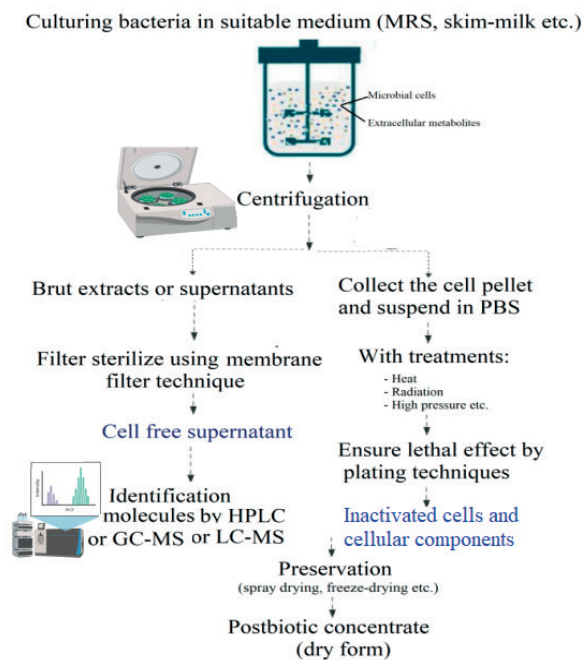 Culturing bacteria in suitable medium (MRS, skim-milk etc.)
Microbial cells
Extracellular metabolites
Centrifugation
Brut extracts or supernatants
Filter sterilize using membrane
filter technique
Cell free supernatant
Intensity
m/z
Identification
molecules by HPLC
or GC-MS or LC-MS
Collect the cell pellet
and suspend in PBS
With treatments:
- Heat
- Radiation
- High pressure etc.
Ensure lethal effect by
plating techniques
Inactivated cells and
cellular components
Preservation
(spray drying, freeze-drying etc.)
Postbiotic concentrate
(dry form)